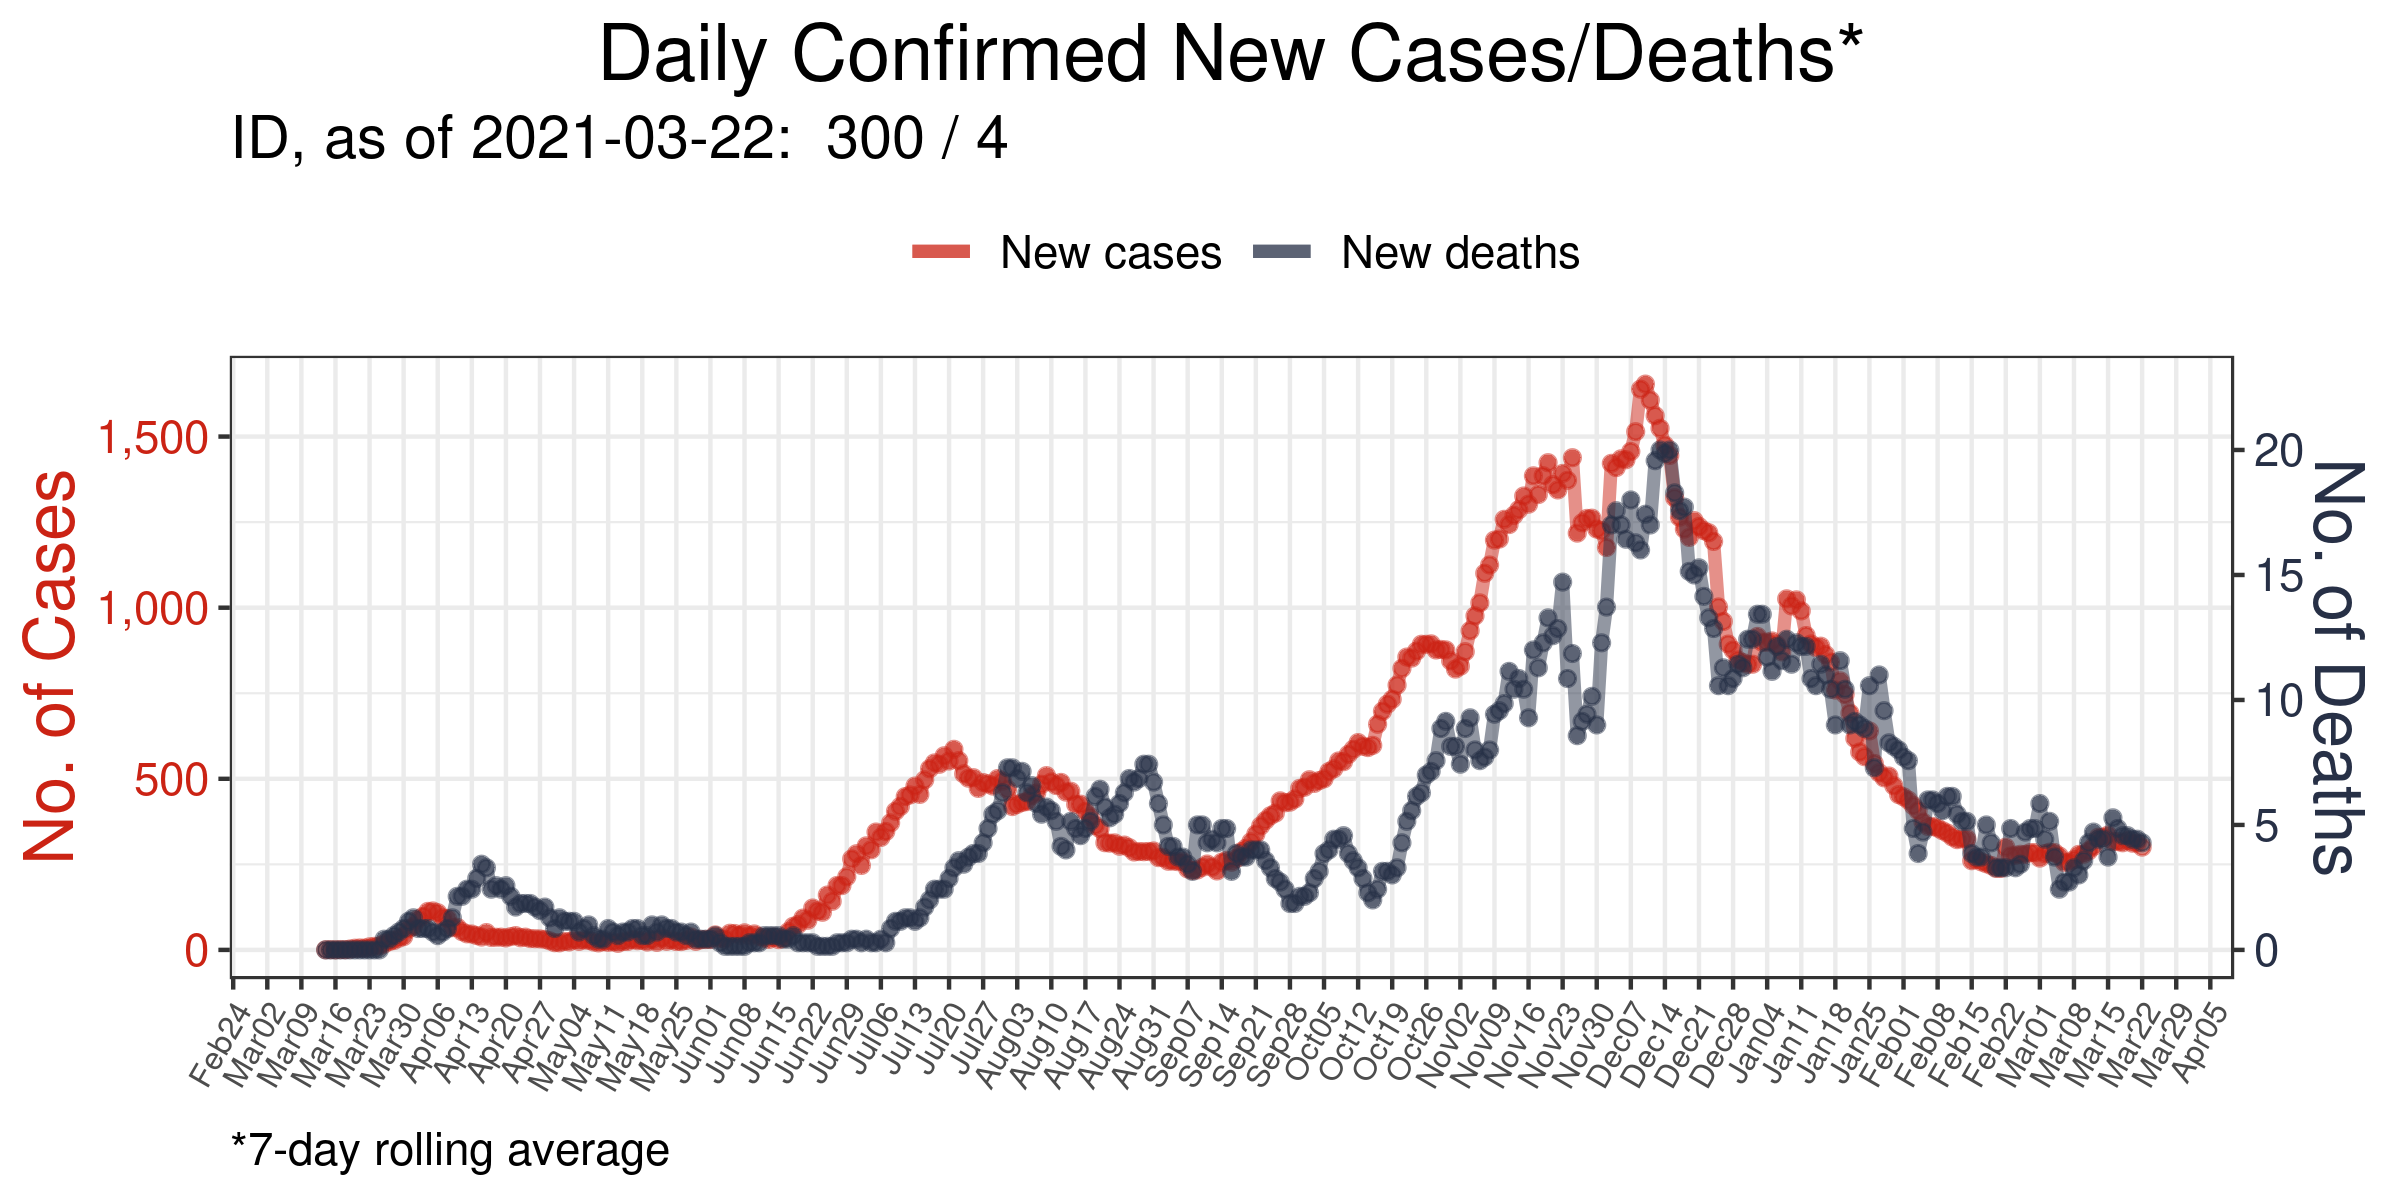 Daily Confirmed New Cases/Deaths*
ID, as of 2021-03-22:  300 / 4
New cases New deaths
No. of Cases
1,500
1,000
500
0
20
15
10
5
0
No. of Deaths
Feb24 Mar02 Mar09 Mar16 Mar23 Mar30 Apr06 Apr13 Apr20 Apr27 May04 May11 May18 May25 Jun01 Jun08 Jun15 Jun22 Jun29 Jul06 Jul13 Jul20 Jul27 Aug03 Aug10 Aug17 Aug24 Aug31 Sep07 Sep14 Sep21 Sep28 Oct05 Oct12 Oct19 Oct26 Nov02 Nov09 Nov16 Nov23 Nov30 Dec07 Dec14 Dec21 Dec28 Jan04 Jan11 Jan18 Jan25 Feb01 Feb08 Feb15 Feb22 Mar01 Mar08 Mar15 Mar22 Mar29 Apr05
*7-day rolling average